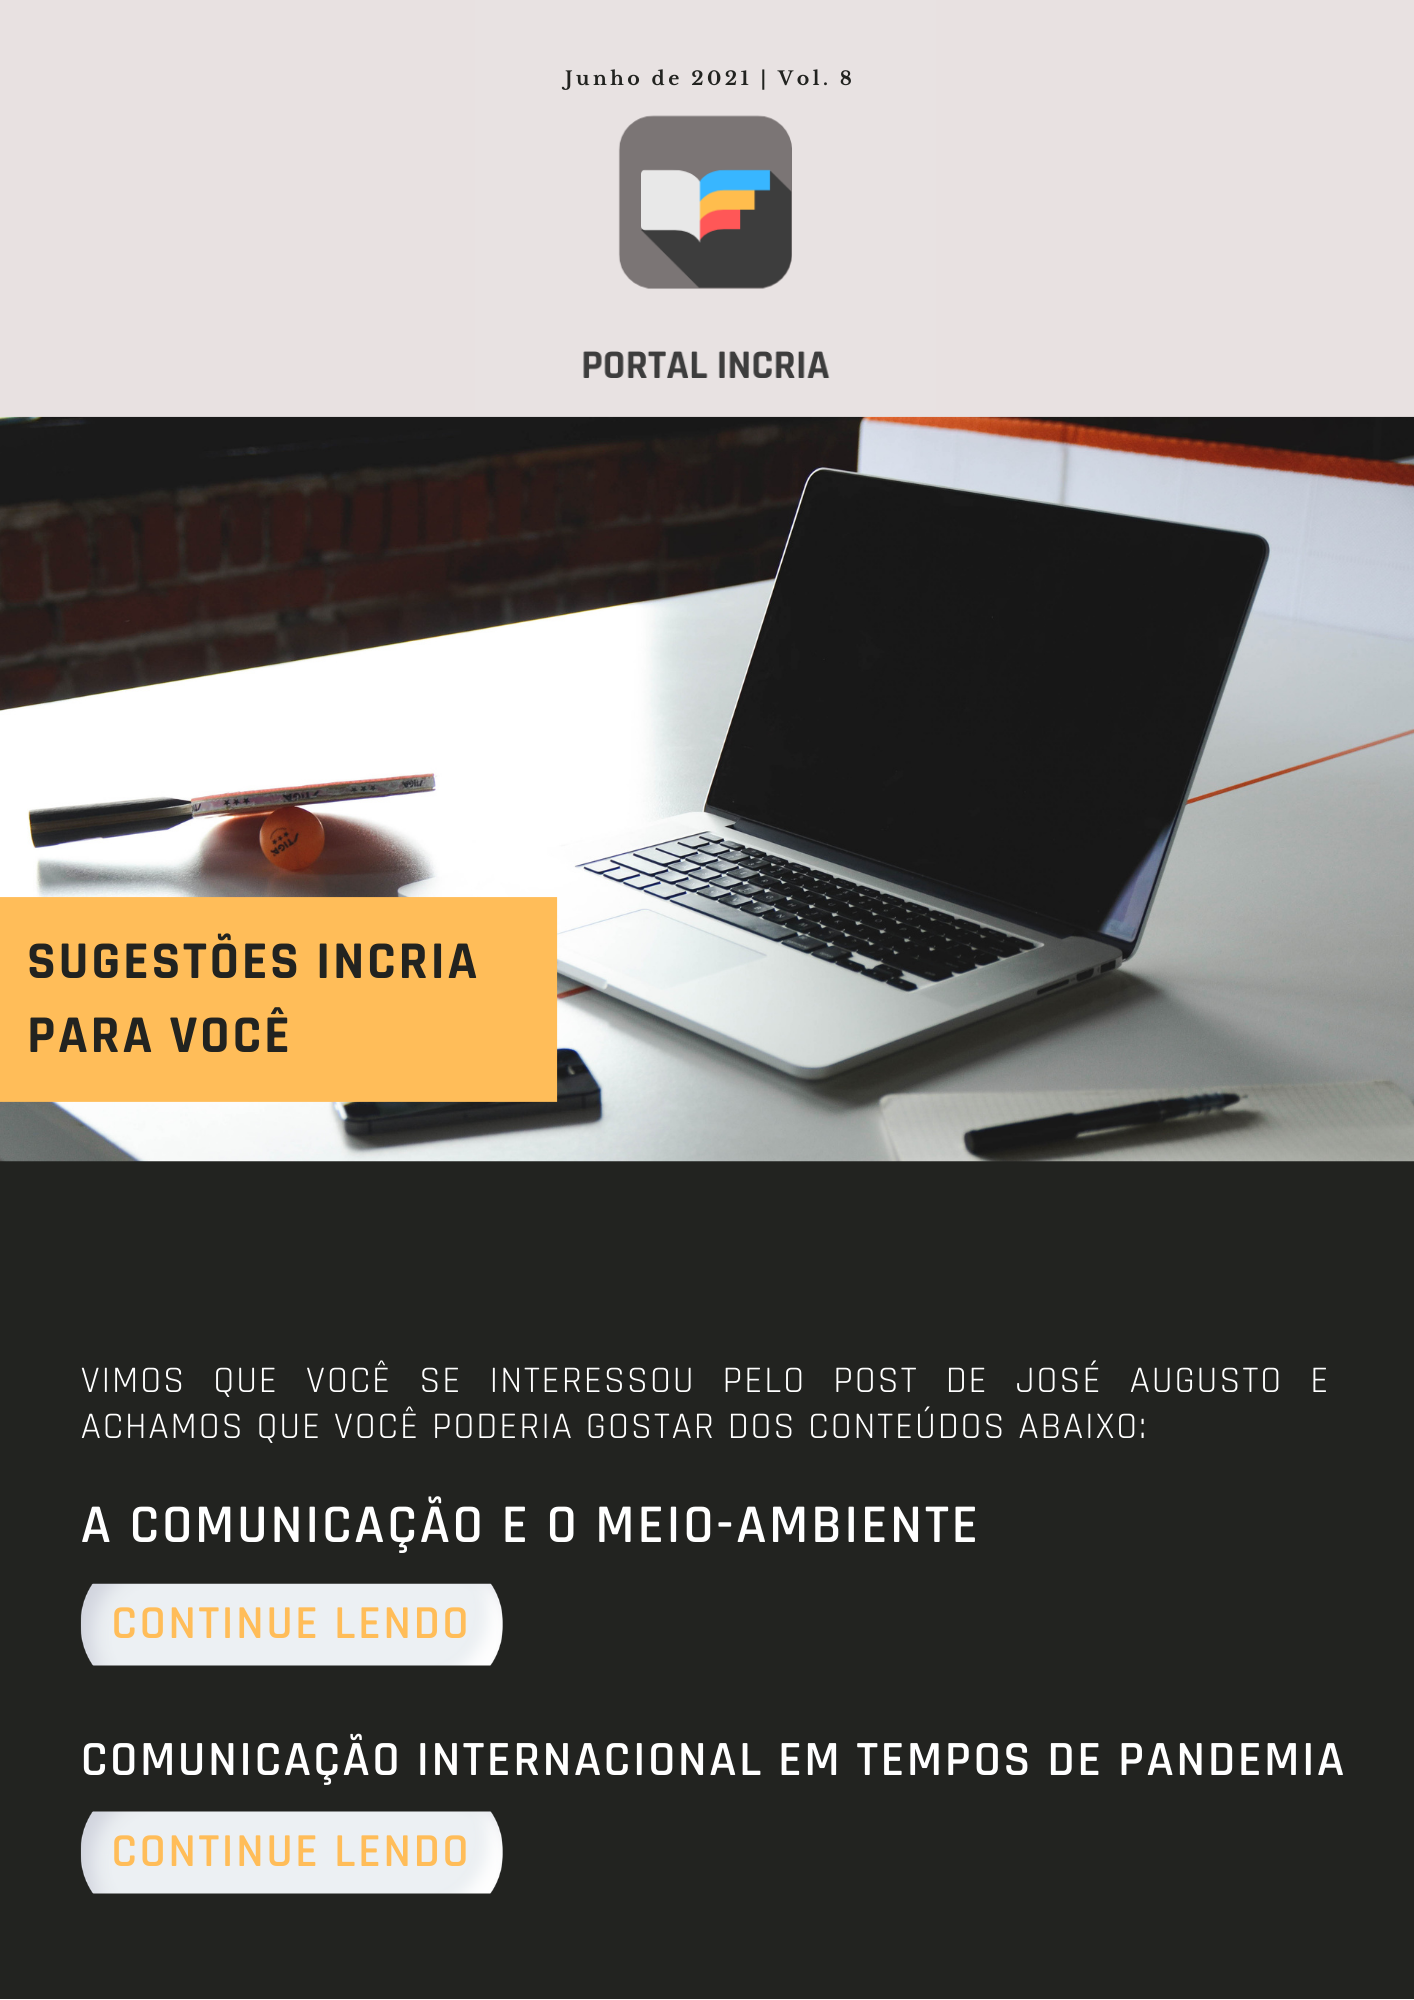 Junho de 2021 | Vol. 8
PORTAL INCRIA
STIGA
STIGA
SUGESTÕES INCRIA
PARA VOCÊ
VIMOS QUE VOCÊ SE INTERESSOU PELO POST DE JOSÉ AUGUSTO E
ACHAMOS QUE VOCÊ PODERIA GOSTAR DOS CONTEÚDOS ABAIXO:
A COMUNICAÇÃO E O MEIO-AMBIENTE
CONTINUE LENDO
COMUNICAÇÃO INTERNACIONAL EM TEMPOS DE PANDEMIA
CONTINUE LENDO